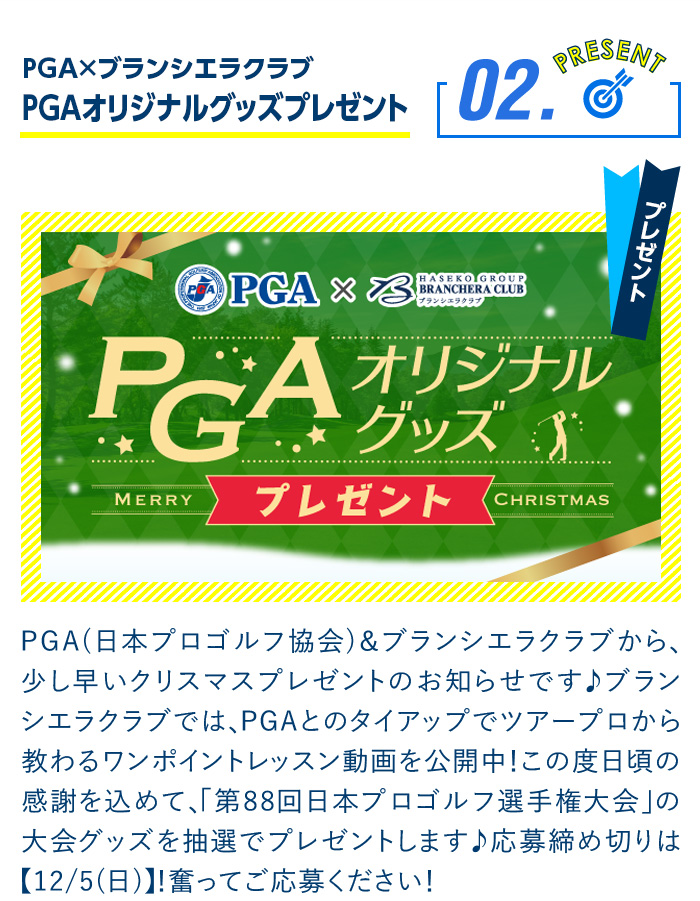 PGA×ブランシエラクラブ
PGAオリジナルグッズプレゼント
02.
PRESENT
プレゼント
PGA × HASEKO GROUP
BRANCHERA CLUB
ブランシエラクラブ
PGA オリジナル
グッズ
MERRY プレゼント CHRISTMAS
PGA(日本プロゴルフ協会)&ブランシエラクラブから、
少し早いクリスマスプレゼントのお知らせです♪ブラン
シエラクラブでは、PGAとのタイアップでツアープロから
教わるワンポイントレッスン動画を公開中!この度日頃の
感謝を込めて、「第88回日本プロゴルフ選手権大会」の
大会グッズを抽選でプレゼントします♪応募締め切りは
【12/5(日)】!奮ってご応募ください!